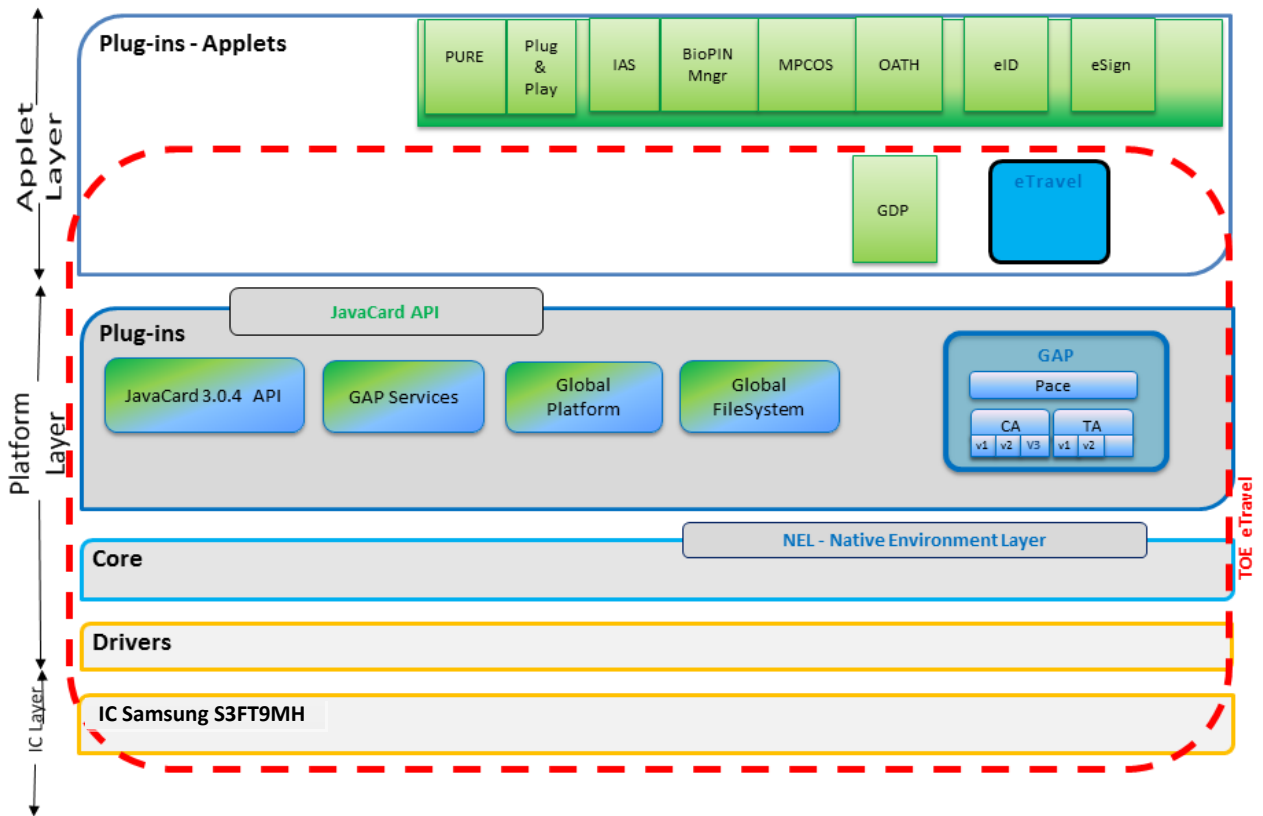 Plug-ins - Applets
PURE
Plug
&
Play
IAS
BioPIN
Mngr
MPCOS
OATH
eID
eSign
Applet
Layer
GDP
eTravel
JavaCard API
Plug-ins
JavaCard 3.0.4 API
GAP Services
Global
Platform
Global
FileSystem
GAP
Pace
CA
TA
v1
v2
V3
v1
v2
Platform
Layer
NEL - Native Environment Layer
Core
TOE eTravel
Drivers
IC Samsung S3FT9MH
IC Layer